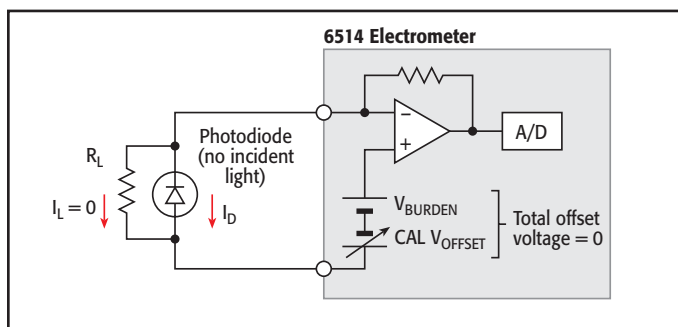 6514 Electrometer
Photodiode
(no incident
light)
R_L
I_L = 0
I_D
−
+
A/D
V_BURDEN
CAL V_OFFSET
Total offset
voltage = 0